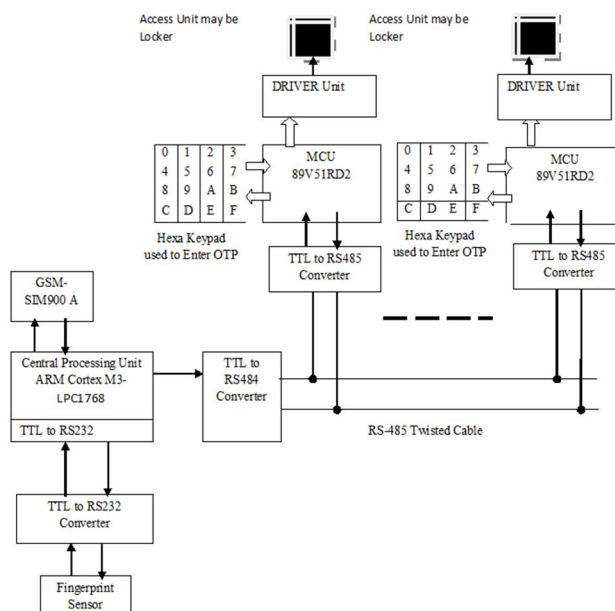 Access Unit may be
Locker
Access Unit may be
Locker
DRIVER Unit
DRIVER Unit
0 1 2 3
4 5 6 7
8 9 A B
C D E F
MCU
89V51RD2
0 1 2 3
4 5 6 7
8 9 A B
C D E F
MCU
89V51RD2
Hexa Keypad
used to Enter OTP
TTL to RS485
Converter
Hexa Keypad
used to Enter OTP
TTL to RS485
Converter
GSM-
SIM900 A
Central Processing Unit
ARM Cortex M3-
LPC1768
TTL to RS232
TTL to
RS484
Converter
RS-485 Twisted Cable
TTL to RS232
Converter
Fingerprint
Sensor